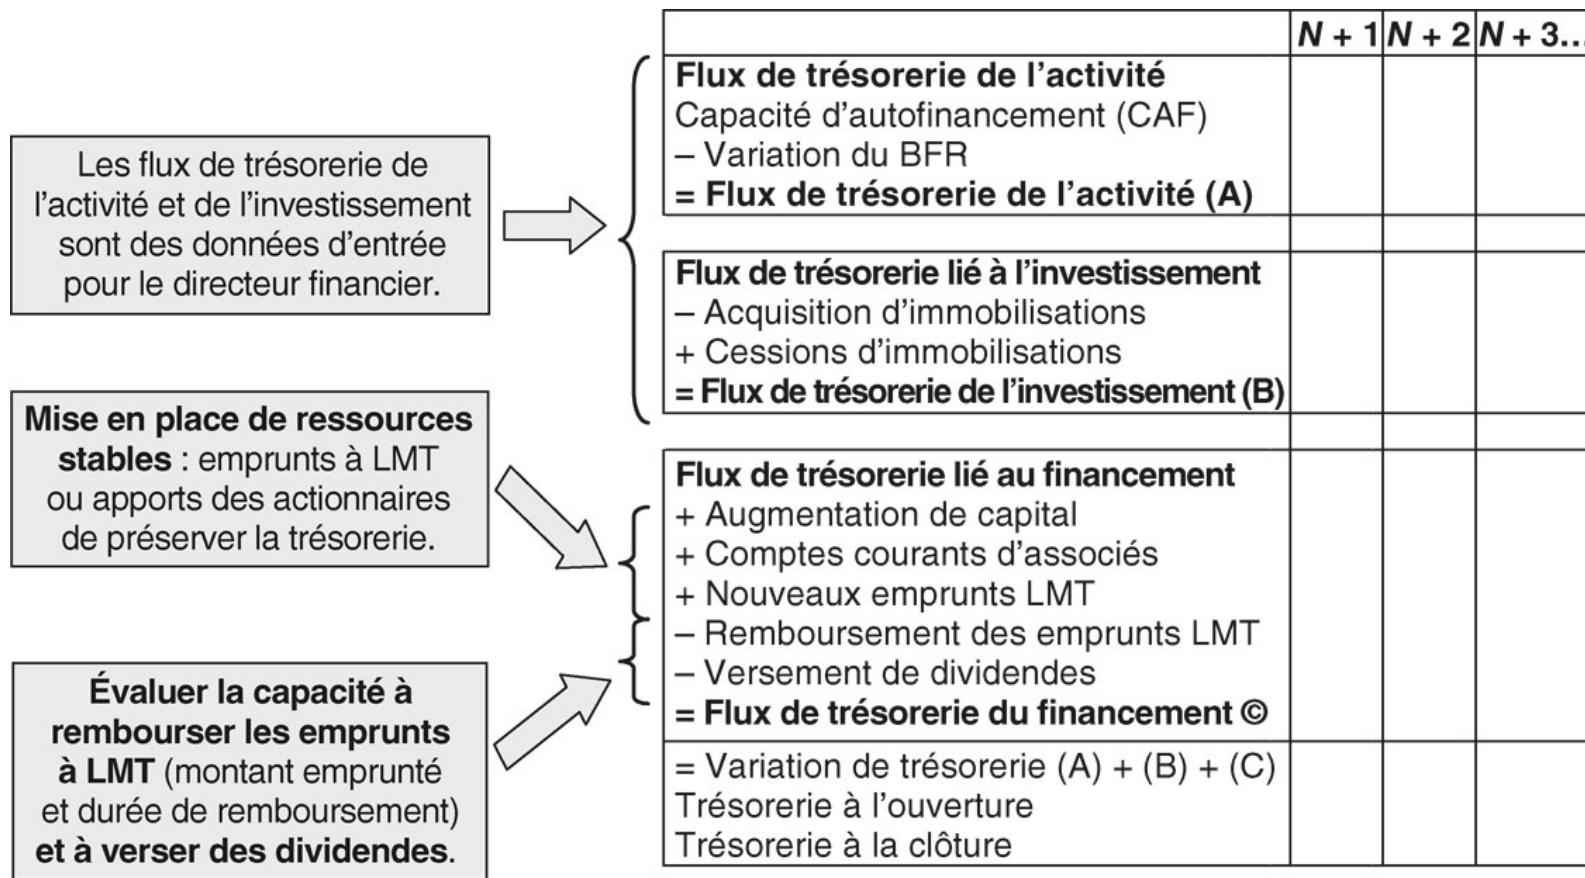 N + 1 N + 2 N + 3...
Les flux de trésorerie de
l’activité et de l’investissement
sont des données d’entrée
pour le directeur financier.
Mise en place de ressources
stables : emprunts à LMT
ou apports des actionnaires
de préserver la trésorerie.
Évaluer la capacité à
rembourser les emprunts
à LMT (montant emprunté
et durée de remboursement)
et à verser des dividendes.
Flux de trésorerie de l’activité
Capacité d’autofinancement (CAF)
– Variation du BFR
= Flux de trésorerie de l’activité (A)
Flux de trésorerie lié à l’investissement
– Acquisition d’immobilisations
+ Cessions d’immobilisations
= Flux de trésorerie de l’investissement (B)
Flux de trésorerie lié au financement
+ Augmentation de capital
+ Comptes courants d’associés
+ Nouveaux emprunts LMT
– Remboursement des emprunts LMT
– Versement de dividendes
= Flux de trésorerie du financement ©
= Variation de trésorerie (A) + (B) + (C)
Trésorerie à l’ouverture
Trésorerie à la clôture